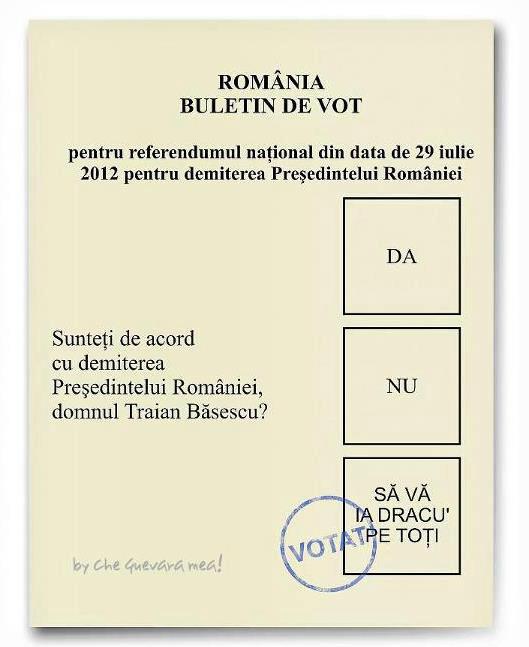 ROMÂNIA
BULETIN DE VOT
pentru referendumul național din data de 29 iulie
2012 pentru demiterea Preşedintelui României
DA
Sunteți de acord
cu demiterea
Preşedintelui României,
domnul Traian Băsescu?
NU
SĂ VĂ
IA DRACU'
PE TOȚI
VOTAT
by Che Guevara mea!